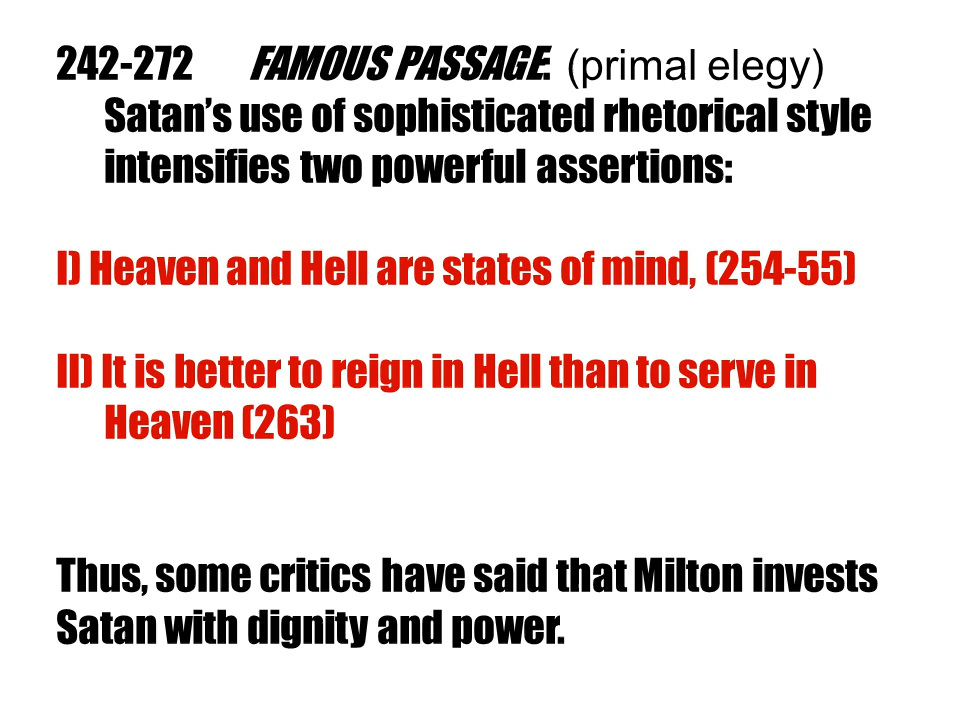 242-272 FAMOUS PASSAGE: (primal elegy)
Satan's use of sophisticated rhetorical style
intensifies two powerful assertions:
I) Heaven and Hell are states of mind, (254-55)
II) It is better to reign in Hell than to serve in
Heaven (263)
Thus, some critics have said that Milton invests
Satan with dignity and power.